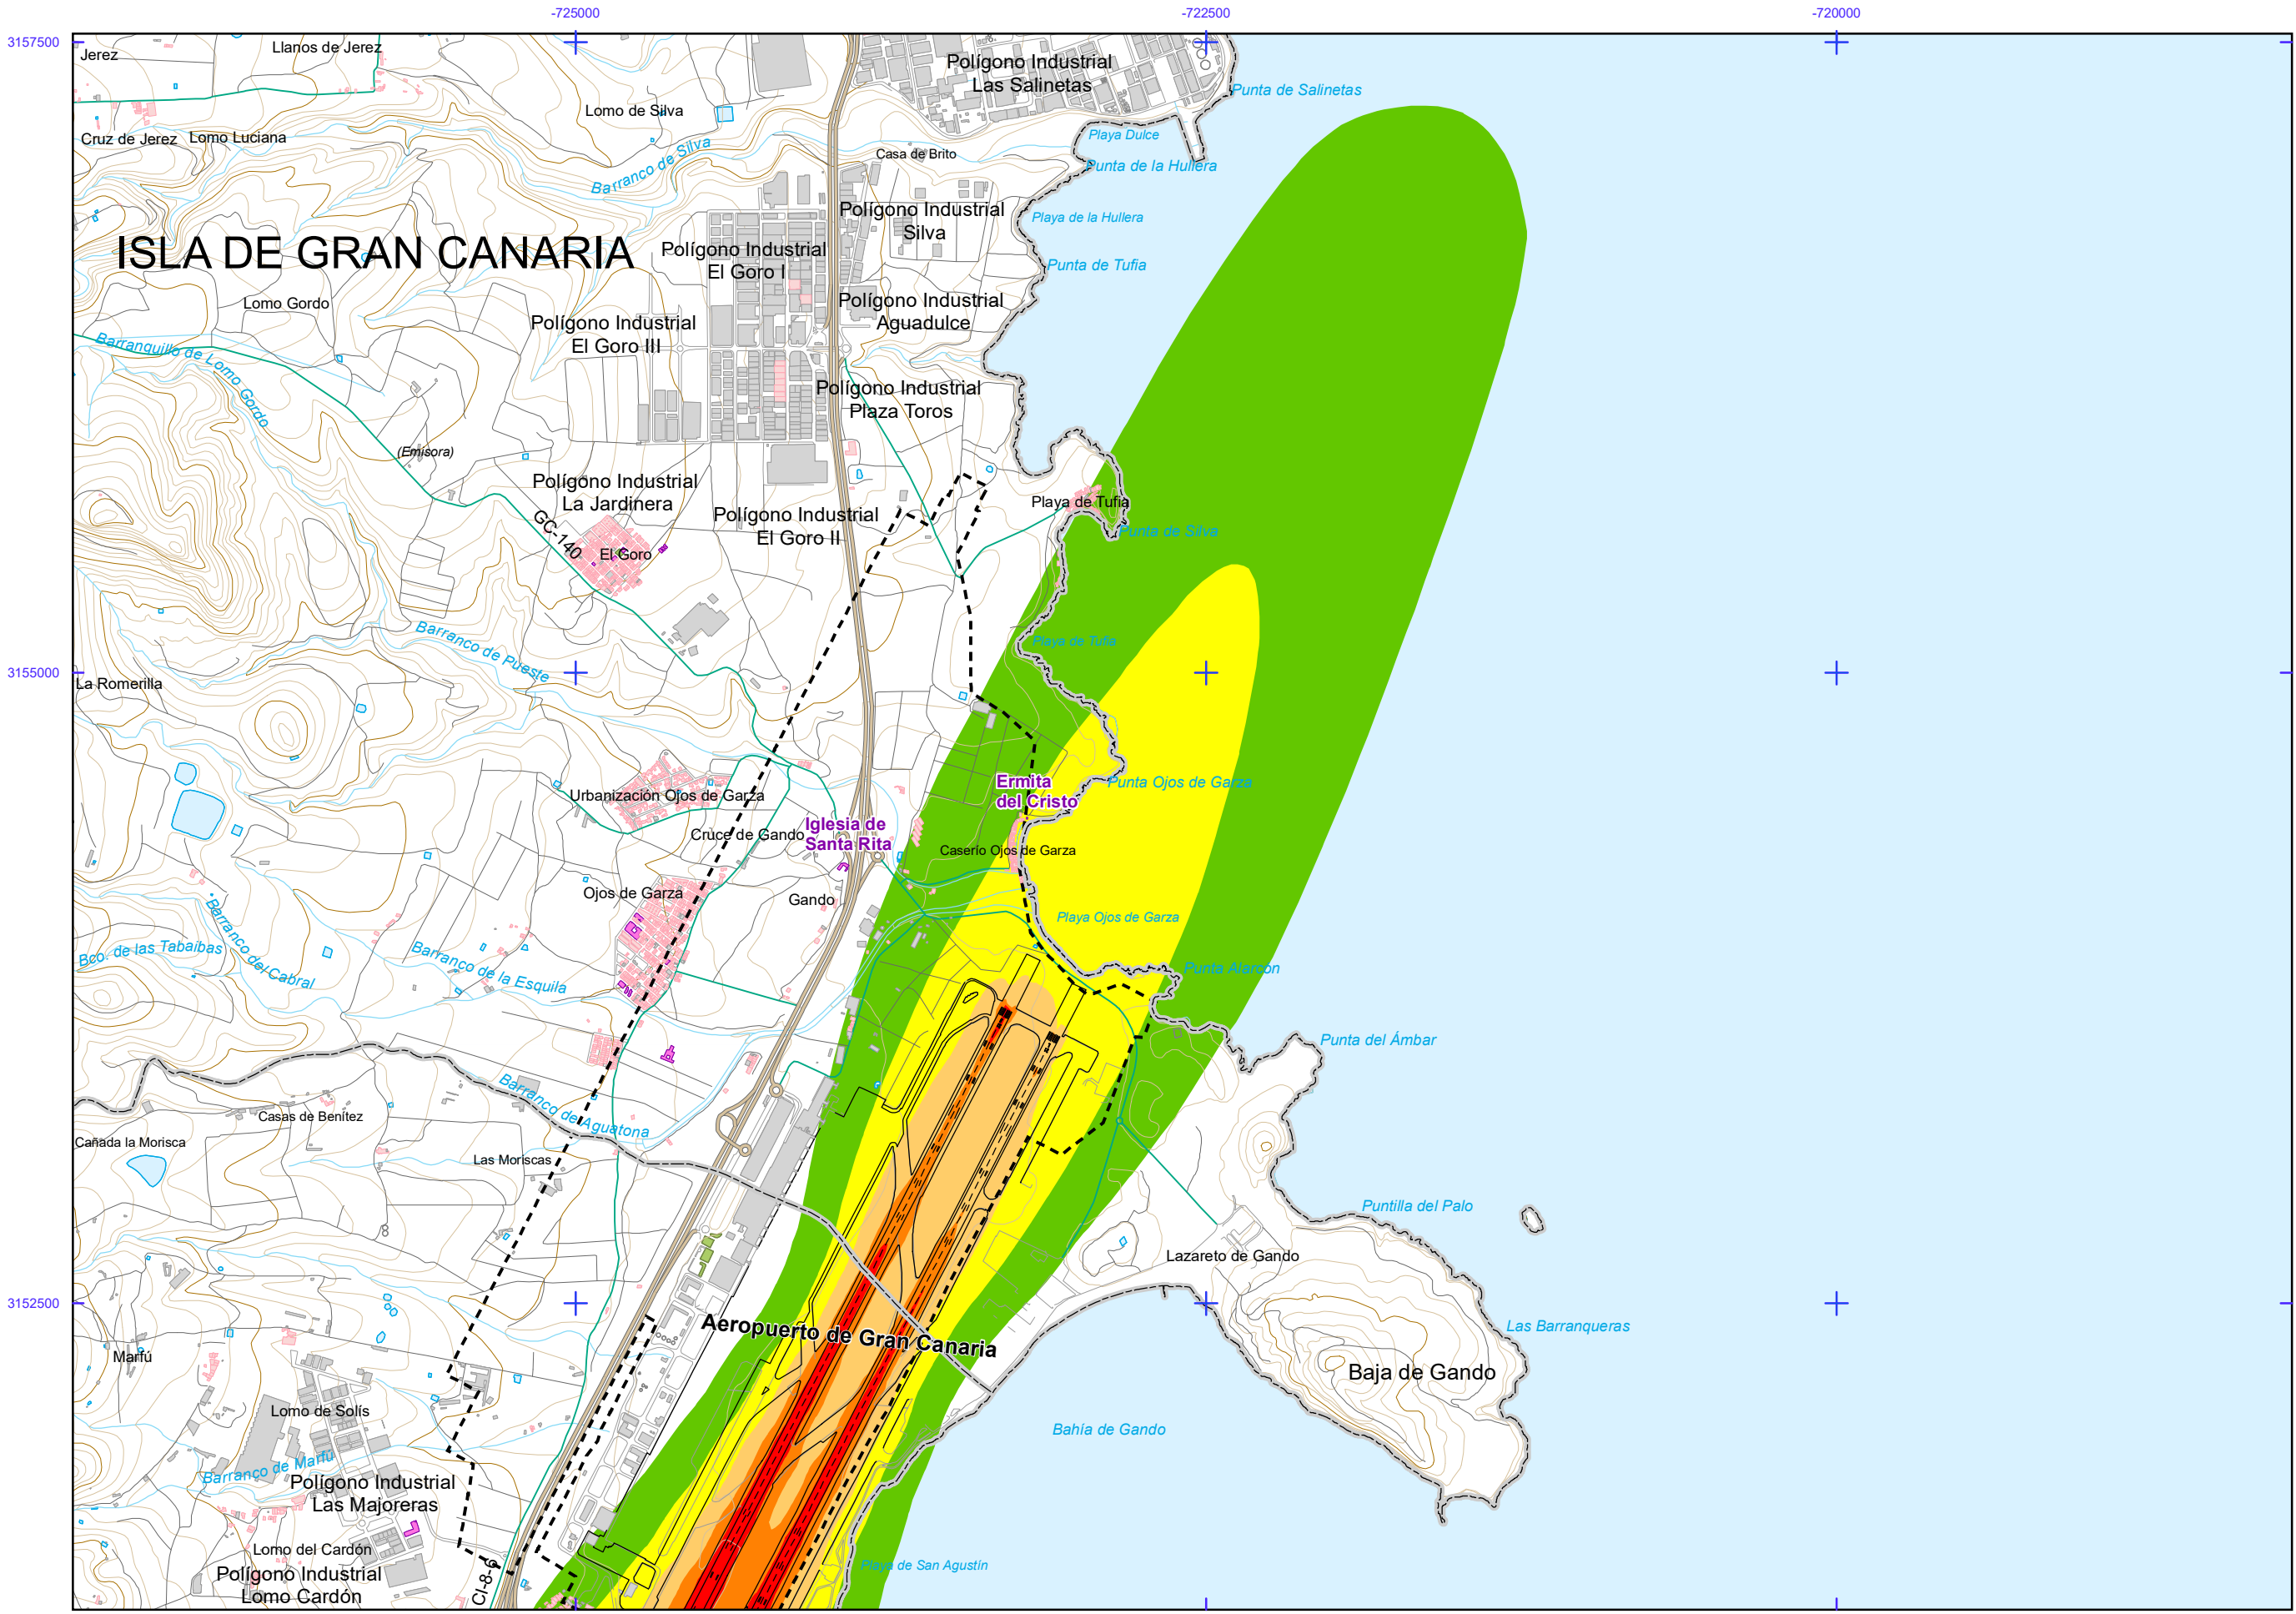 -725000
-722500
-720000
3157500
Jerez
Llanos de Jerez
Polígono Industrial
Las Salinetas
Punta de Salinetas
Lomo de Silva
Cruz de Jerez
Lomo Luciana
Playa Dulce
Casa de Brito
Barranco de Silva
Punta de la Hullera
Polígono Industrial
Silva
Playa de la Hullera
ISLA DE GRAN CANARIA
Polígono Industrial
El Goro I
Punta de Tufia
Lomo Gordo
Polígono Industrial
Aguadulce
Polígono Industrial
El Goro III
Barranquillo de Lomo Gordo
Polígono Industrial
Plaza Toros
(Emisora)
Polígono Industrial
La Jardinera
Playa de Tufia
GC-140
Polígono Industrial
El Goro II
Punta de Silva
El Goro
Barranco de Pueste
Playa de Tufia
3155000
La Romerilla
Ermita
del Cristo
Punta Ojos de Garza
Urbanización Ojos de Garza
Iglesia de
Santa Rita
Cruce de Gando
Caserío Ojos de Garza
Ojos de Garza
Gando
Playa Ojos de Garza
Barranco del Cabral
Bco. de las Tabaibas
Barranco de la Esquila
Punta Alarcón
Punta del Ámbar
Barranco de Aguatona
Casas de Benítez
Cañada la Morisca
Las Moriscas
Puntilla del Palo
Lazareto de Gando
3152500
Aeropuerto de Gran Canaria
Las Barranqueras
Marfú
Baja de Gando
Lomo de Solís
Bahía de Gando
Barranco de Marfú
Polígono Industrial
Las Majoreras
Lomo del Cardón
Playa de San Agustín
Polígono Industrial
Lomo Cardón
CI-8-6